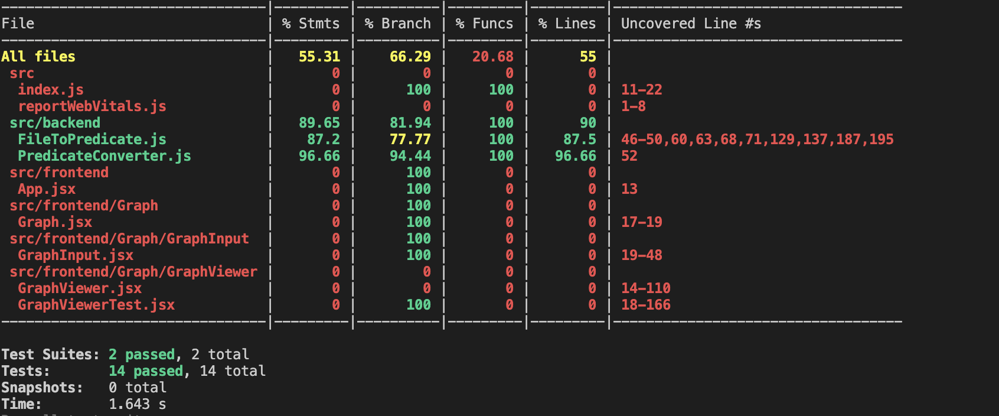 File | % Stmts | % Branch | % Funcs | % Lines | Uncovered Line #s
All files | 55.31 | 66.29 | 20.68 | 55 |
src | 0 | 0 | 0 | 0 |
index.js | 0 | 100 | 100 | 0 | 11-22
reportWebVitals.js | 0 | 0 | 0 | 0 | 1-8
src/backend | 89.65 | 81.94 | 100 | 90 |
FileToPredicate.js | 87.2 | 77.77 | 100 | 87.5 | 46-50,60,63,68,71,129,137,187,195
PredicateConverter.js | 96.66 | 94.44 | 100 | 96.66 | 52
src/frontend | 0 | 100 | 0 | 0 |
App.jsx | 0 | 100 | 0 | 0 | 13
src/frontend/Graph | 0 | 100 | 0 | 0 |
Graph.jsx | 0 | 100 | 0 | 0 | 17-19
src/frontend/Graph/GraphInput | 0 | 100 | 0 | 0 |
GraphInput.jsx | 0 | 100 | 0 | 0 | 19-48
src/frontend/Graph/GraphViewer | 0 | 0 | 0 | 0 |
GraphViewer.jsx | 0 | 0 | 0 | 0 | 14-110
GraphViewerTest.jsx | 0 | 100 | 0 | 0 | 18-166
Test Suites: 2 passed, 2 total
Tests: 14 passed, 14 total
Snapshots: 0 total
Time: 1.643 s